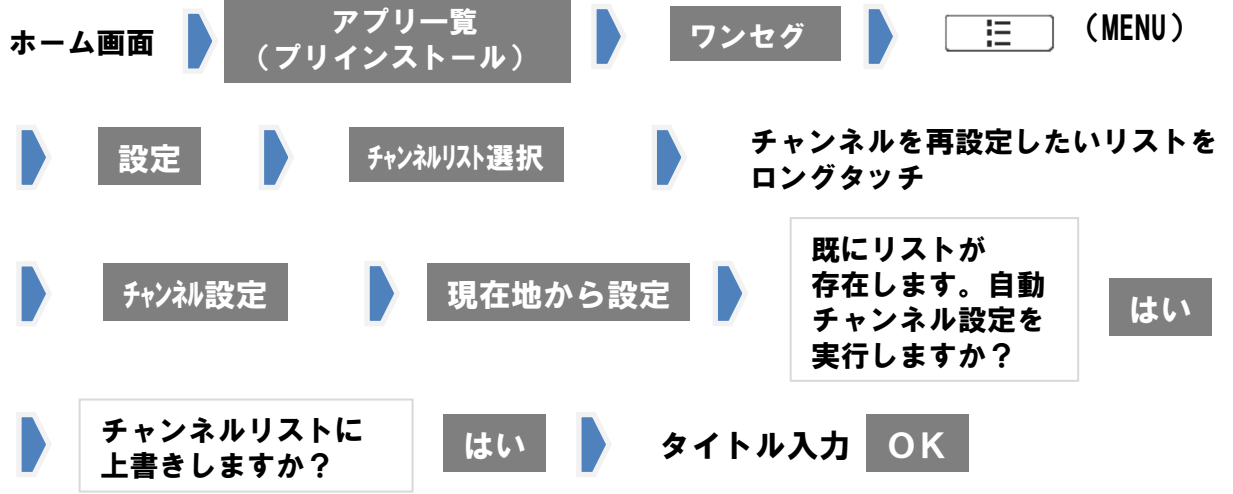 ホーム画面
アプリ一覧
（プリインストール）
ワンセグ
（MENU）
設定
チャンネルリスト選択
チャンネルを再設定したいリストを
ロングタッチ
チャンネル設定
現在地から設定
既にリストが
存在します。自動
チャンネル設定を
実行しますか？
はい
チャンネルリストに
上書きしますか？
はい
タイトル入力
ＯＫ